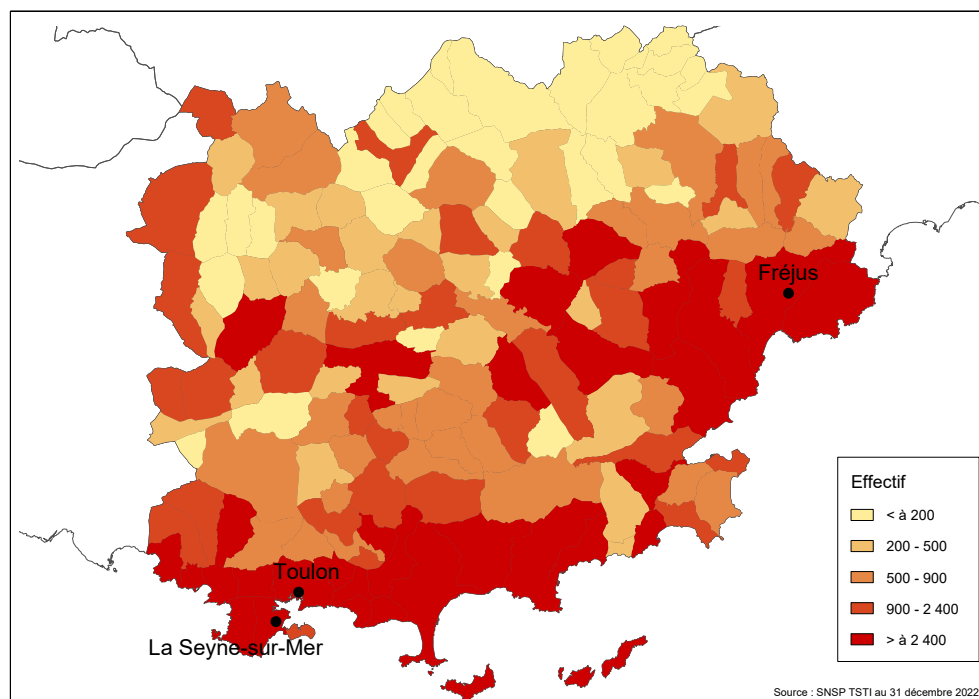 Fréjus
Toulon
La Seyne-sur-Mer
Effectif
< à 200
200 - 500
500 - 900
900 - 2 400
> à 2 400
Source : SNSP TSTI au 31 décembre 2022